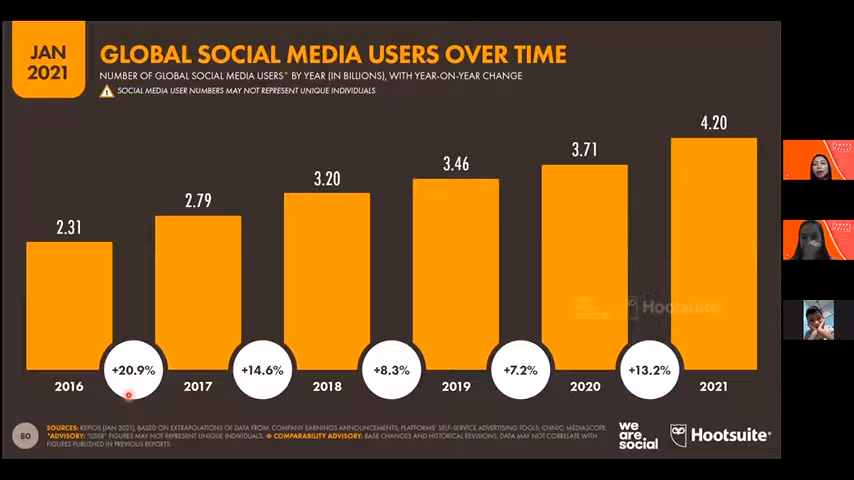 JAN
2021
GLOBAL SOCIAL MEDIA USERS OVER TIME
NUMBER OF GLOBAL SOCIAL MEDIA USERS* BY YEAR (IN BILLIONS), WITH YEAR-ON-YEAR CHANGE
SOCIAL MEDIA USER NUMBERS MAY NOT REPRESENT UNIQUE INDIVIDUALS
2.31
2.79
3.20
3.46
3.71
4.20
Hootsuite
+20.9%
+14.6%
+8.3%
+7.2%
+13.2%
2016
2017
2018
2019
2020
2021
80
SOURCES: KEPIOS (JAN 2021), BASED ON EXTRAPOLATIONS OF DATA FROM: COMPANY EARNINGS ANNOUNCEMENTS; PLATFORMS' SELF-SERVICE ADVERTISING TOOLS; CNNIC; MEDIASCOPE.
*ADVISORY: "USER" FIGURES MAY NOT REPRESENT UNIQUE INDIVIDUALS. COMPARABILITY ADVISORY: BASE CHANGES AND HISTORICAL REVISIONS. DATA MAY NOT CORRELATE WITH
FIGURES PUBLISHED IN PREVIOUS REPORTS.
we
are
social
Hootsuite®